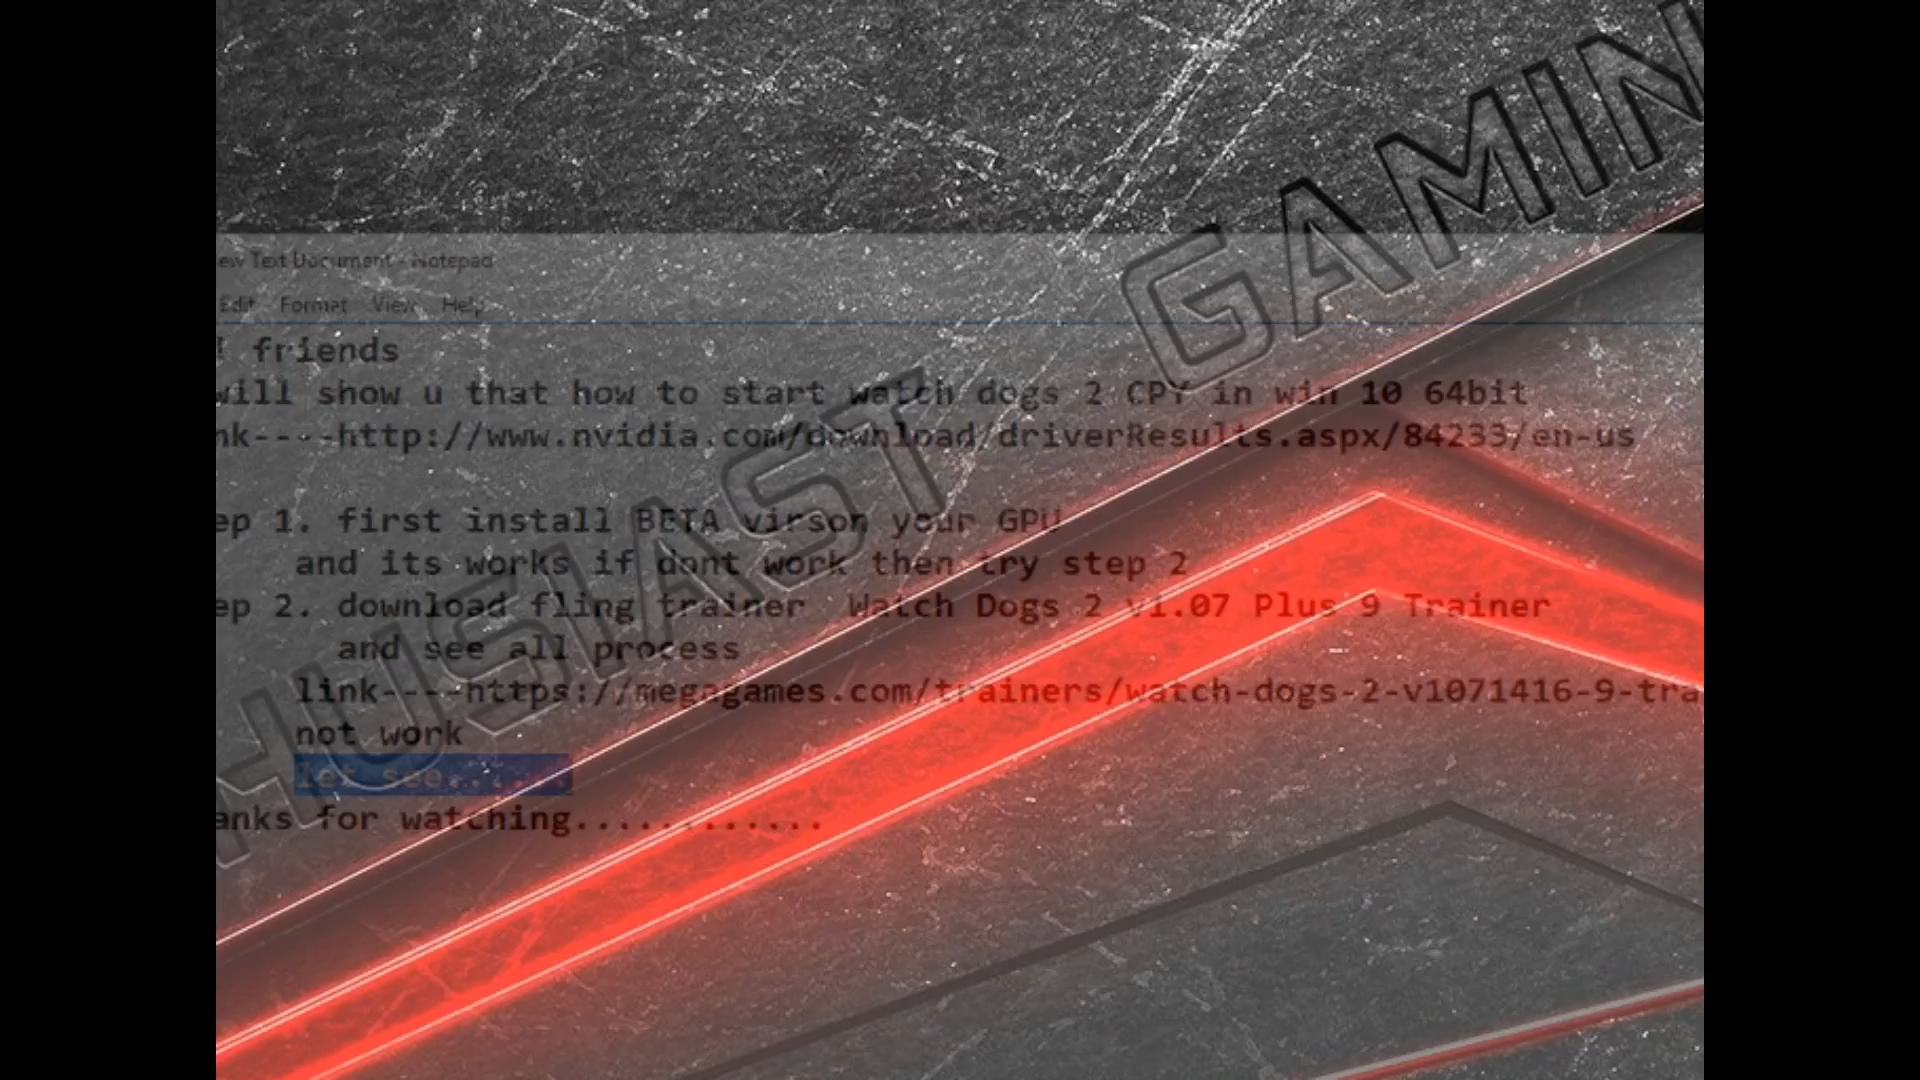 ew Text Document - Notepad
Edit Format View Help
! friends
will show u that how to start watch dogs 2 CPY in win 10 64bit
nk----http://www.nvidia.com/download/driverResults.aspx/84233/en-us
ep 1. first install BETA virson your GPU
and its works if dont work then try step 2
ep 2. download fling trainer Watch Dogs 2 v1.07 Plus 9 Trainer
and see all process
link----https://megagames.com/trainers/watch-dogs-2-v1071416-9-tra
not work
let see......
anks for watching............
HUSIAST GAMIN